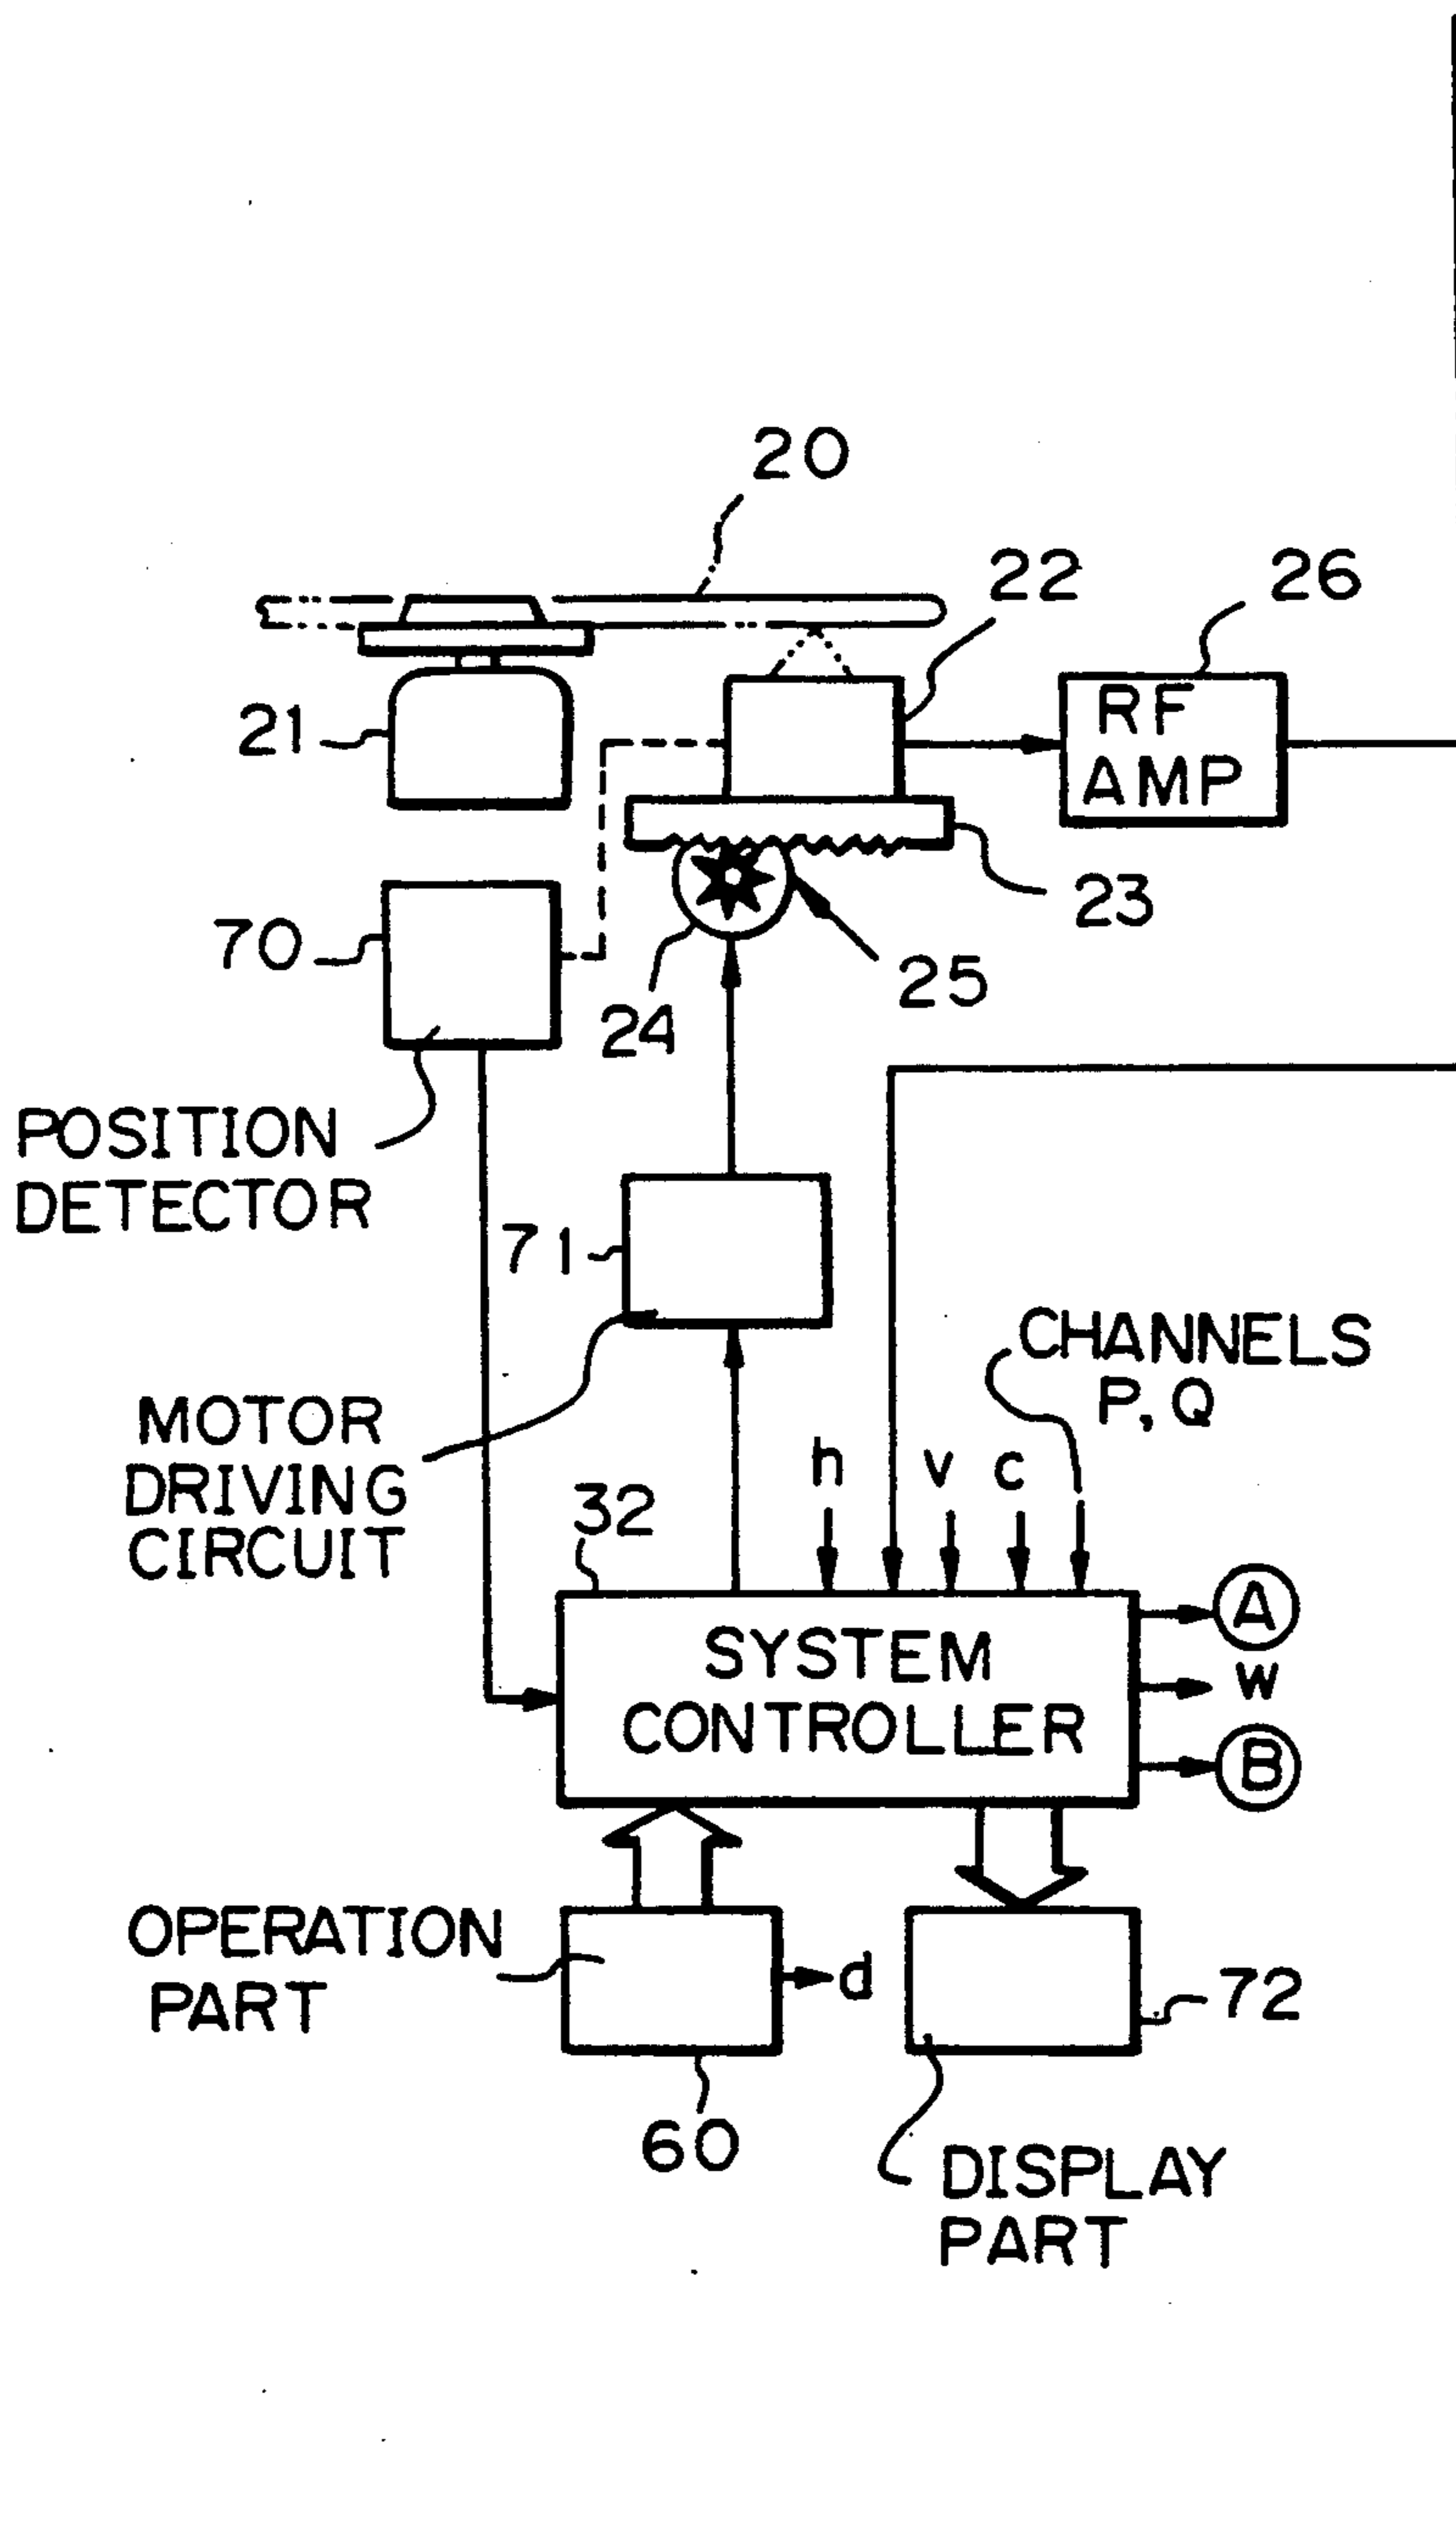 20
22
26
21
RF
AMP
23
70
25
24
POSITION
DETECTOR
71
CHANNELS
P, Q
MOTOR
DRIVING
CIRCUIT
h
v
c
32
SYSTEM
CONTROLLER
A
w
B
OPERATION
PART
d
72
60
DISPLAY
PART